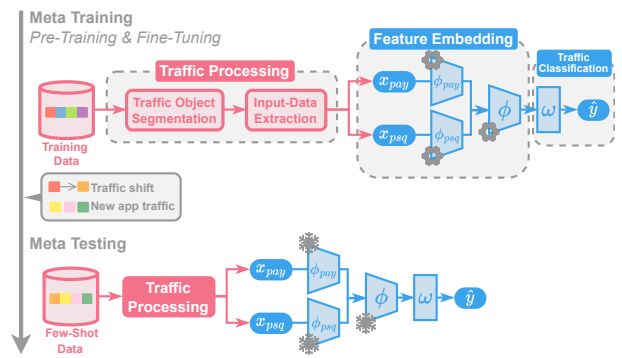 Meta Training
Pre-Training & Fine-Tuning
Feature Embedding
Traffic Processing
Traffic
Classification
Traffic Object
Segmentation
Input-Data
Extraction
x_pay
ϕ_pay
ϕ
ω
ŷ
x_psq
ϕ_psq
Training
Data
Traffic shift
New app traffic
Meta Testing
Traffic
Processing
x_pay
ϕ_pay
ϕ
ω
ŷ
x_psq
ϕ_psq
Few-Shot
Data